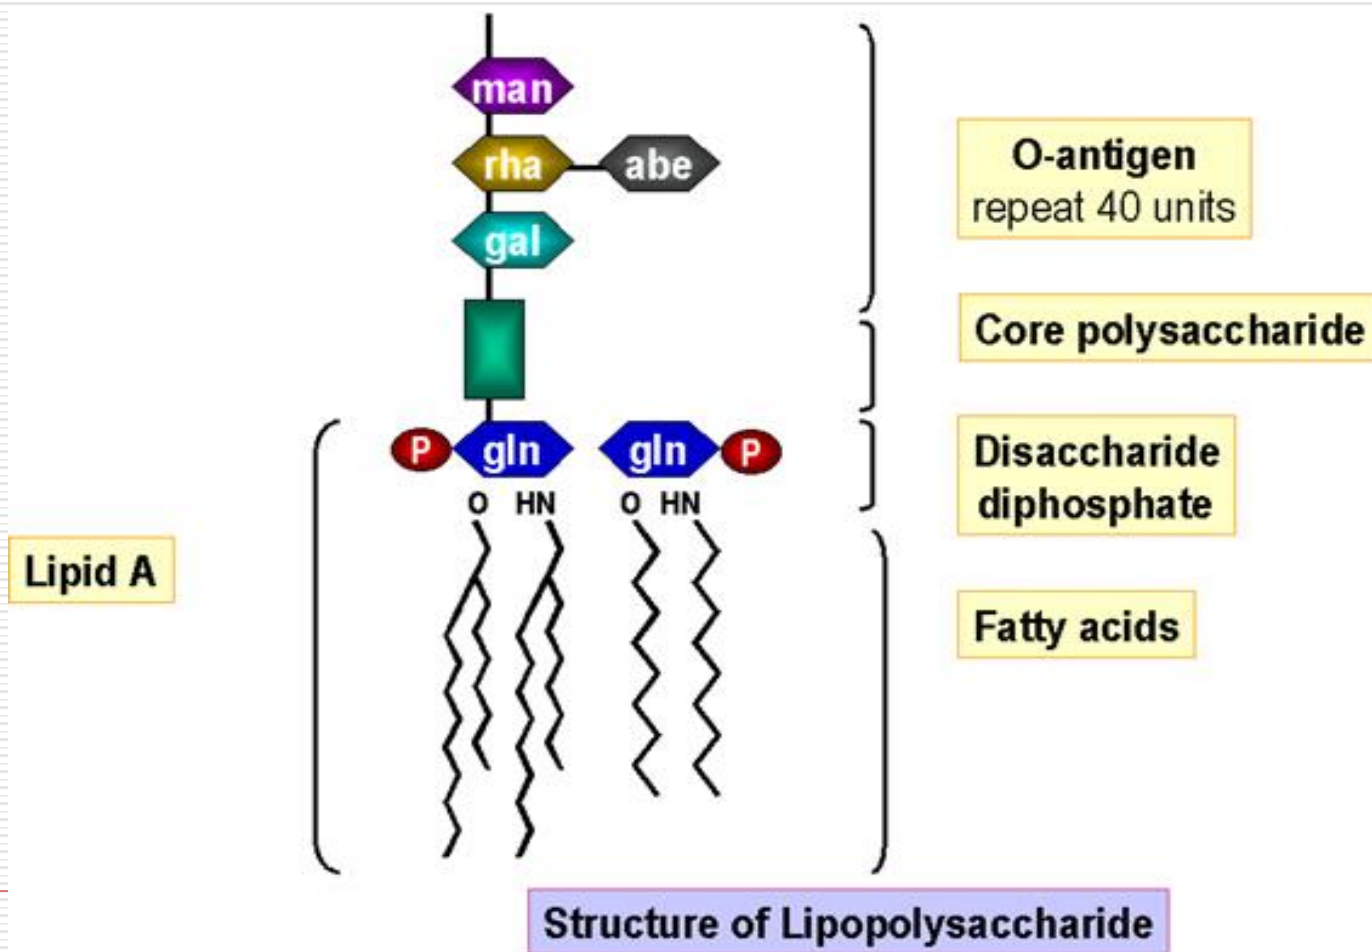 man
rha
abe
gal
O-antigen
repeat 40 units
Core polysaccharide
P
gln
gln
P
O HN
O HN
Disaccharide
diphosphate
Lipid A
Fatty acids
Structure of Lipopolysaccharide